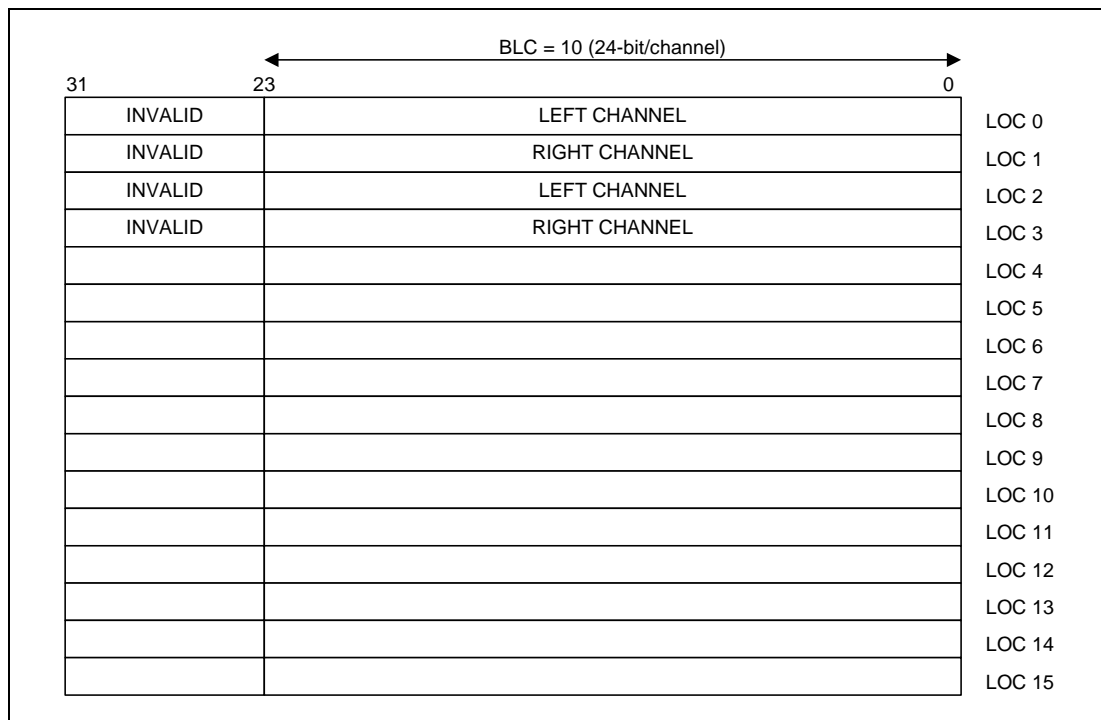 BLC = 10 (24-bit/channel)
31 23 0
INVALID LEFT CHANNEL LOC 0
INVALID RIGHT CHANNEL LOC 1
INVALID LEFT CHANNEL LOC 2
INVALID RIGHT CHANNEL LOC 3
LOC 4
LOC 5
LOC 6
LOC 7
LOC 8
LOC 9
LOC 10
LOC 11
LOC 12
LOC 13
LOC 14
LOC 15